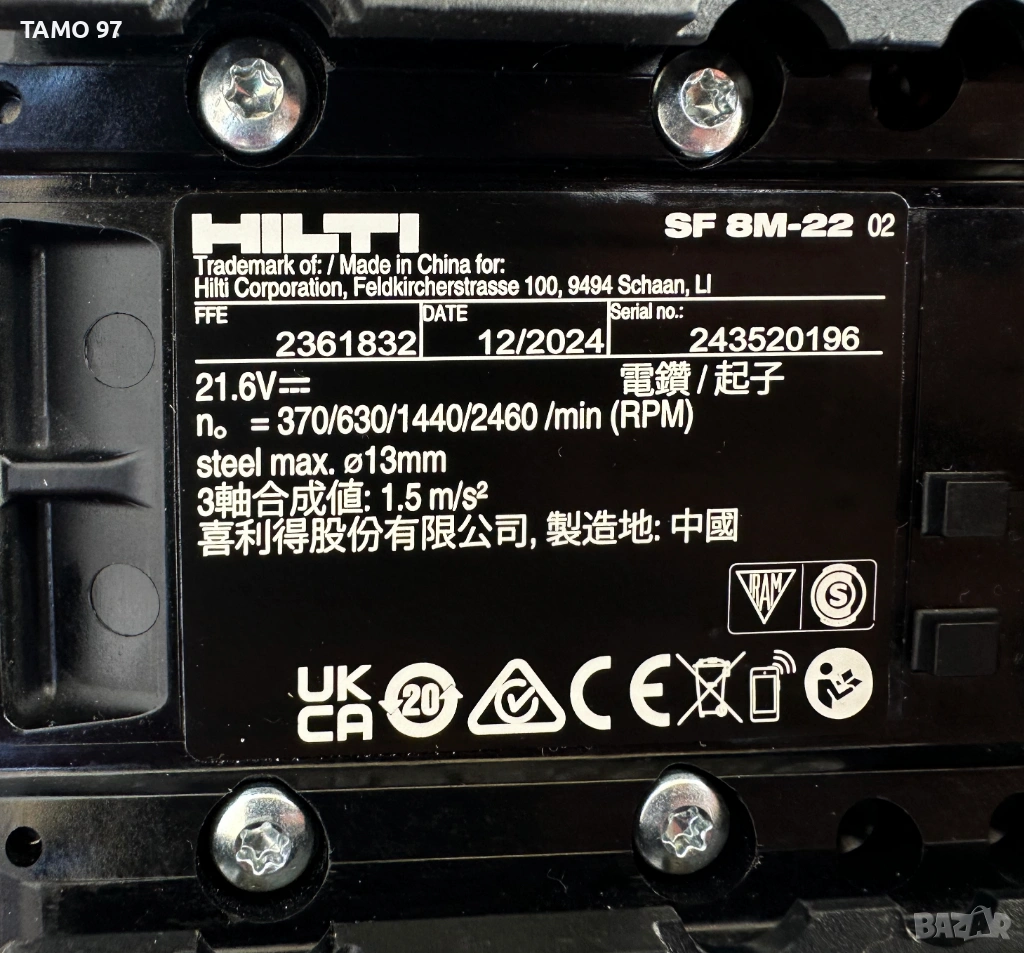 TAMO 97
HILTI
SF 8M-22 02
Trademark of: / Made in China for:
Hilti Corporation, Feldkircherstrasse 100, 9494 Schaan, LI
FFE 2361832
DATE 12/2024
Serial no.: 243520196
21.6V⎓
電鑽 / 起子
n₀ = 370/630/1440/2460 /min (RPM)
steel max. ø13mm
3軸合成値: 1.5 m/s²
喜利得股份有限公司, 製造地: 中國
VRAM S
UK
CA
20
CE
BAZAR